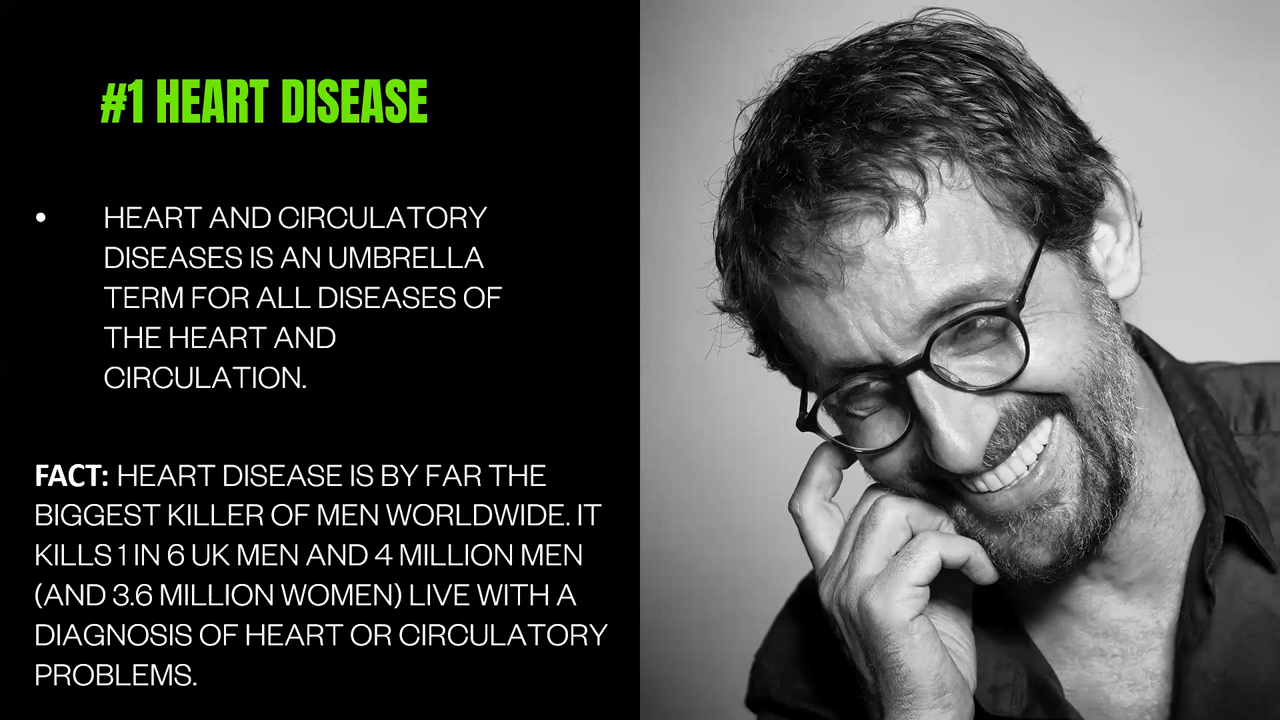 #1 HEART DISEASE
• HEART AND CIRCULATORY
DISEASES IS AN UMBRELLA
TERM FOR ALL DISEASES OF
THE HEART AND
CIRCULATION.
FACT: HEART DISEASE IS BY FAR THE
BIGGEST KILLER OF MEN WORLDWIDE. IT
KILLS 1 IN 6 UK MEN AND 4 MILLION MEN
(AND 3.6 MILLION WOMEN) LIVE WITH A
DIAGNOSIS OF HEART OR CIRCULATORY
PROBLEMS.